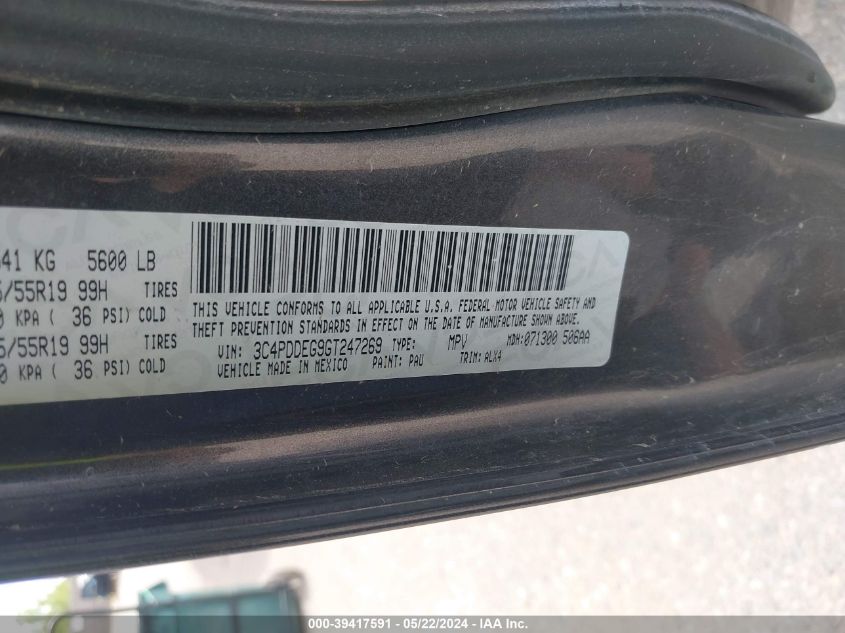 41 KG 5600 LB
/55R19 99H TIRES
KPA ( 36 PSI) COLD
/55R19 99H TIRES
KPA ( 36 PSI) COLD
THIS VEHICLE CONFORMS TO ALL APPLICABLE U.S.A. FEDERAL MOTOR VEHICLE SAFETY AND
THEFT PREVENTION STANDARDS IN EFFECT ON THE DATE OF MANUFACTURE SHOWN ABOVE.
VIN: 3C4PDDEG9GT247269 TYPE: MPV MDH: 071300 506AA
VEHICLE MADE IN MEXICO PAINT: PAU TRIM: ALX4
000-39417591 - 05/22/2024 - IAA Inc.